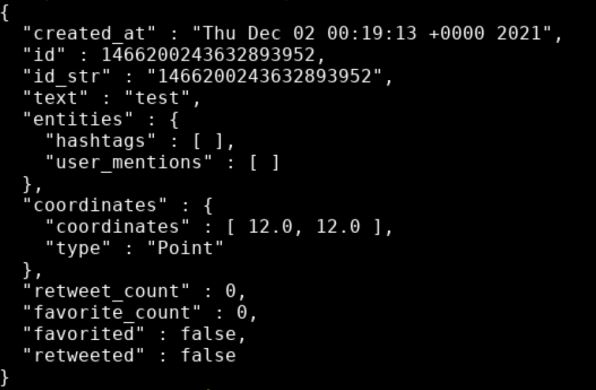 {
  "created_at" : "Thu Dec 02 00:19:13 +0000 2021",
  "id" : 1466200243632893952,
  "id_str" : "1466200243632893952",
  "text" : "test",
  "entities" : {
    "hashtags" : [ ],
    "user_mentions" : [ ]
  },
  "coordinates" : {
    "coordinates" : [ 12.0, 12.0 ],
    "type" : "Point"
  },
  "retweet_count" : 0,
  "favorite_count" : 0,
  "favorited" : false,
  "retweeted" : false
}